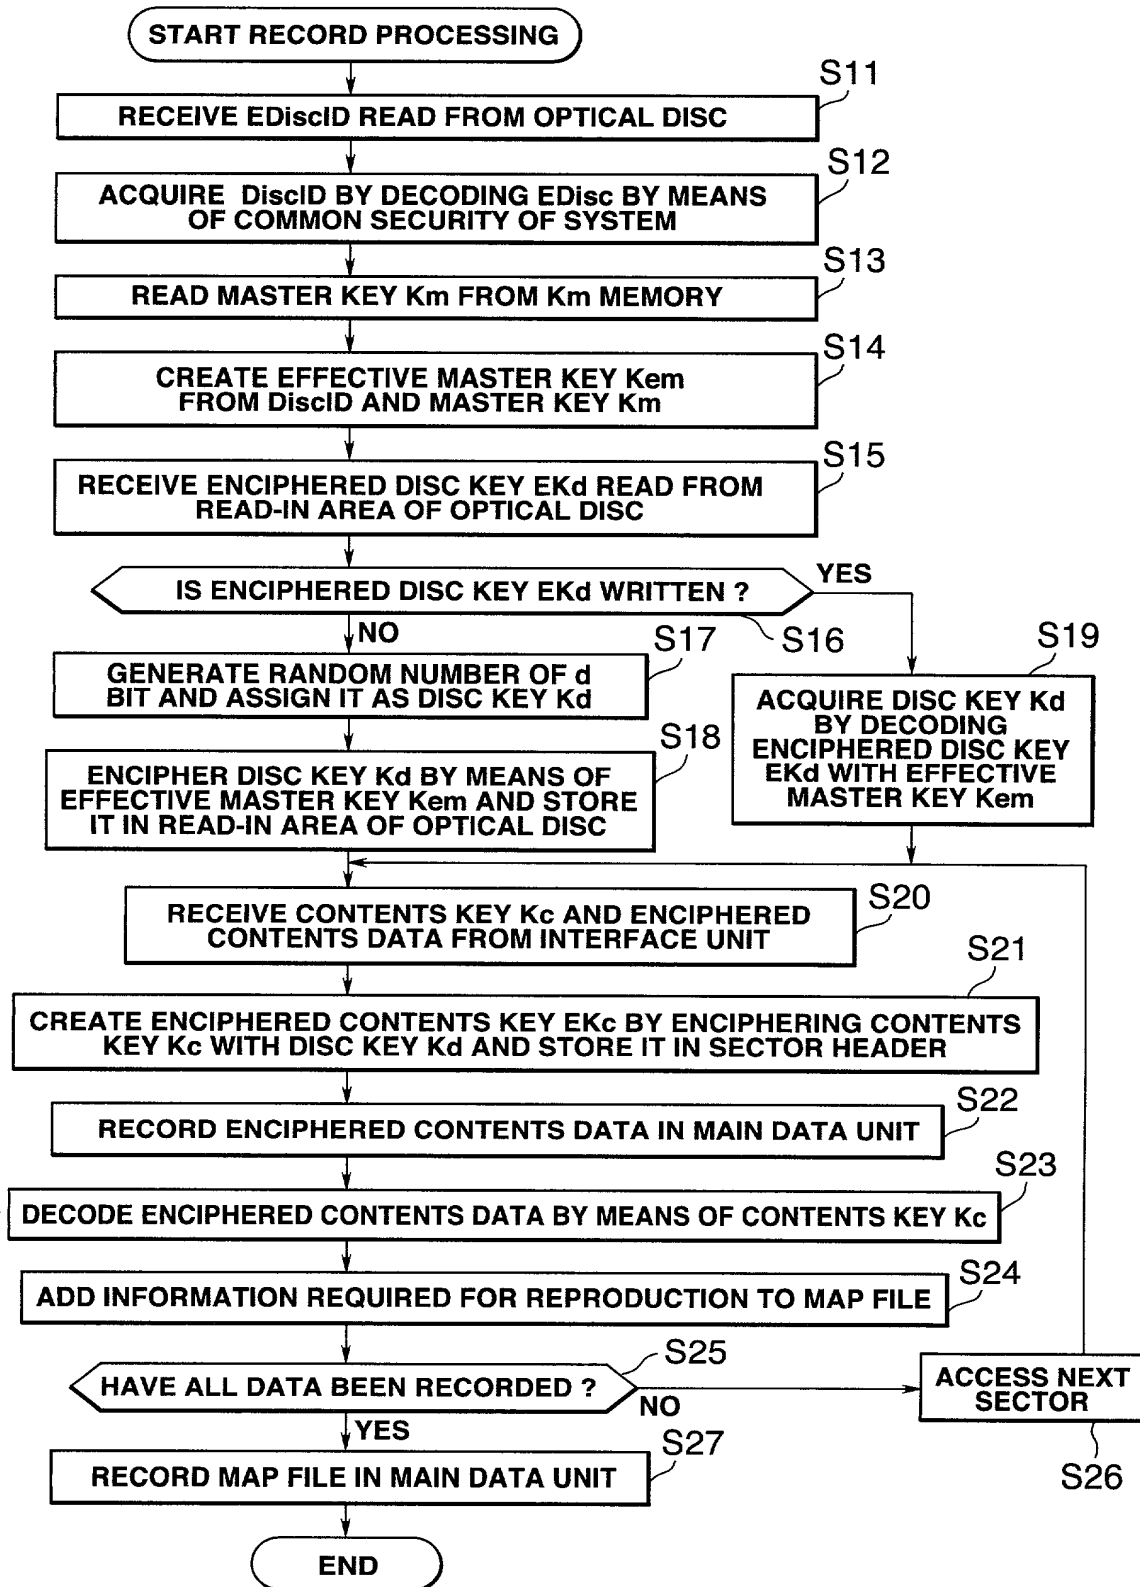 START RECORD PROCESSING
S11
RECEIVE EDiscID READ FROM OPTICAL DISC
S12
ACQUIRE DiscID BY DECODING EDisc BY MEANS
OF COMMON SECURITY OF SYSTEM
S13
READ MASTER KEY Km FROM Km MEMORY
S14
CREATE EFFECTIVE MASTER KEY Kem
FROM DiscID AND MASTER KEY Km
S15
RECEIVE ENCIPHERED DISC KEY EKd READ FROM
READ-IN AREA OF OPTICAL DISC
IS ENCIPHERED DISC KEY EKd WRITTEN ?
YES
NO
S16
S17
GENERATE RANDOM NUMBER OF d
BIT AND ASSIGN IT AS DISC KEY Kd
S19
ACQUIRE DISC KEY Kd
BY DECODING
ENCIPHERED DISC KEY
EKd WITH EFFECTIVE
MASTER KEY Kem
S18
ENCIPHER DISC KEY Kd BY MEANS OF
EFFECTIVE MASTER KEY Kem AND STORE
IT IN READ-IN AREA OF OPTICAL DISC
S20
RECEIVE CONTENTS KEY Kc AND ENCIPHERED
CONTENTS DATA FROM INTERFACE UNIT
S21
CREATE ENCIPHERED CONTENTS KEY EKc BY ENCIPHERING CONTENTS
KEY Kc WITH DISC KEY Kd AND STORE IT IN SECTOR HEADER
S22
RECORD ENCIPHERED CONTENTS DATA IN MAIN DATA UNIT
S23
DECODE ENCIPHERED CONTENTS DATA BY MEANS OF CONTENTS KEY Kc
S24
ADD INFORMATION REQUIRED FOR REPRODUCTION TO MAP FILE
S25
HAVE ALL DATA BEEN RECORDED ?
NO
ACCESS NEXT
SECTOR
S26
YES
S27
RECORD MAP FILE IN MAIN DATA UNIT
END